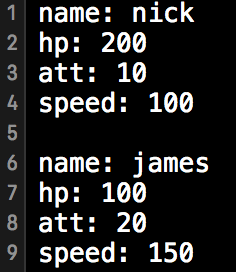 1 name: nick
2 hp: 200
3 att: 10
4 speed: 100
5
6 name: james
7 hp: 100
8 att: 20
9 speed: 150